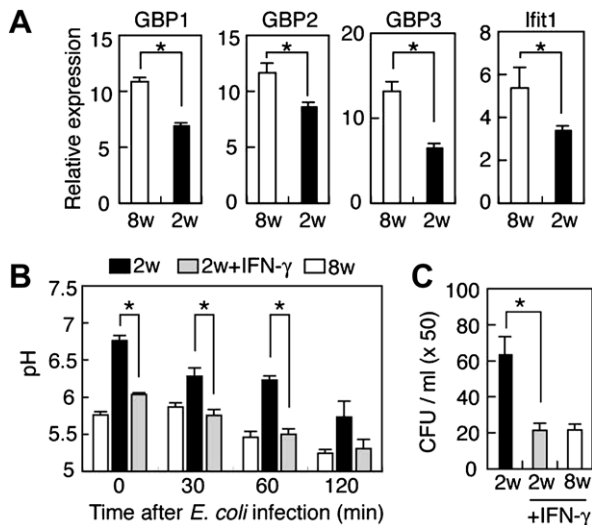 A
GBP1 GBP2 GBP3 Ifit1
Relative expression
15 15 20 8
10 10 6
5 5 10 4
2
0 0 0 0
* * * *
8w 2w 8w 2w 8w 2w 8w 2w
B
2w 2w+IFN-γ 8w
pH
7.5
7
6.5
6
5.5
5
* * *
0 30 60 120
Time after E. coli infection (min)
C
CFU / ml (x 50)
100
80
60
40
20
0
*
2w 2w 8w
+IFN-γ